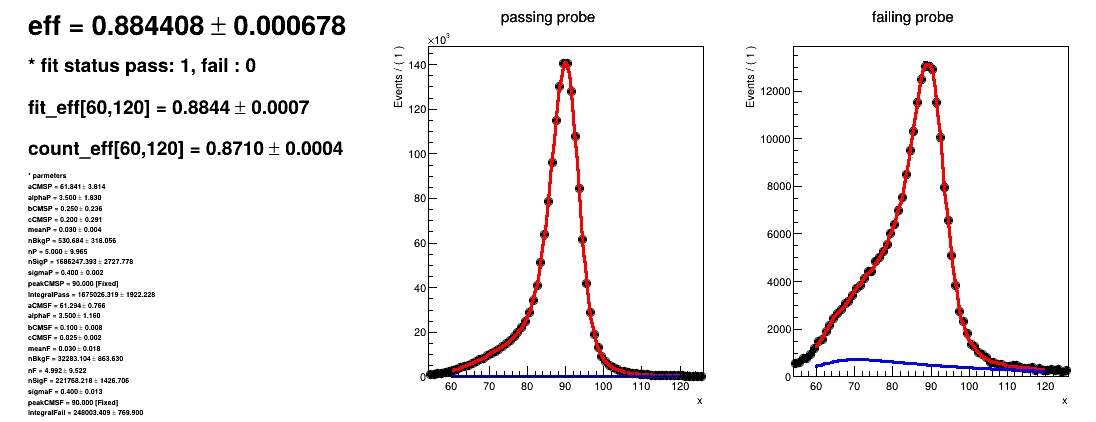 eff = 0.884408 ± 0.000678
* fit status pass: 1, fail : 0
fit_eff[60,120] = 0.8844 ± 0.0007
count_eff[60,120] = 0.8710 ± 0.0004
* parmeters
aCMSP = 61.841± 3.814
alphaP = 3.500 ± 1.830
bCMSP = 0.250 ± 0.236
cCMSP = 0.200 ± 0.291
meanP = 0.030 ± 0.004
nBkgP = 530.684 ± 318.056
nP = 5.000 ± 9.965
nSigP = 1686247.393 ± 2727.778
sigmaP = 0.400 ± 0.002
peakCMSP = 90.000 [Fixed]
IntegralPass = 1675026.319 ± 1922.228
aCMSF = 61.294 ± 0.766
alphaF = 3.500 ± 1.160
bCMSF = 0.100 ± 0.008
cCMSF = 0.025 ± 0.002
meanF = 0.030 ± 0.018
nBkgF = 32283.104 ± 863.630
nF = 4.992 ± 9.522
nSigF = 221768.218 ± 1426.706
sigmaF = 0.400 ± 0.013
peakCMSF = 90.000 [Fixed]
IntegralFail = 248003.409 ± 769.900
passing probe
×10³
Events / ( 1 )
140
120
100
80
60
40
20
0
60 70 80 90 100 110 120
x
failing probe
Events / ( 1 )
12000
10000
8000
6000
4000
2000
0
60 70 80 90 100 110 120
x